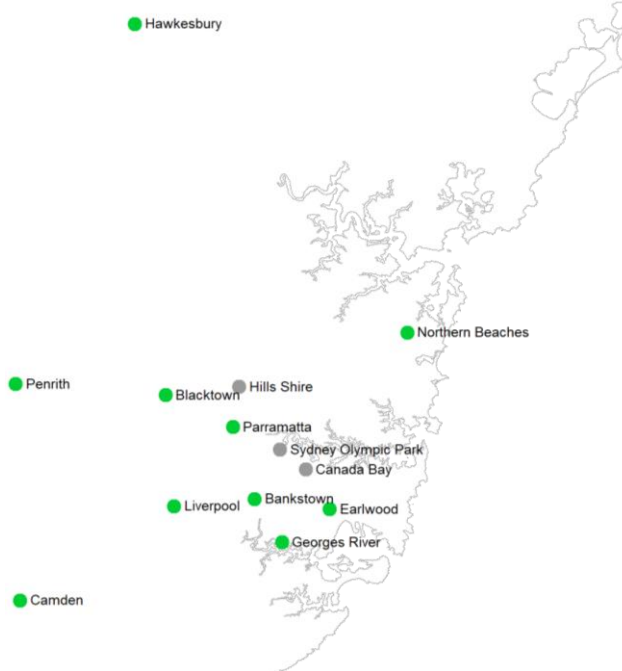 Hawkesbury
Northern Beaches
Penrith
Hills Shire
Blacktown
Parramatta
Sydney Olympic Park
Canada Bay
Bankstown
Liverpool
Earlwood
Georges River
Camden